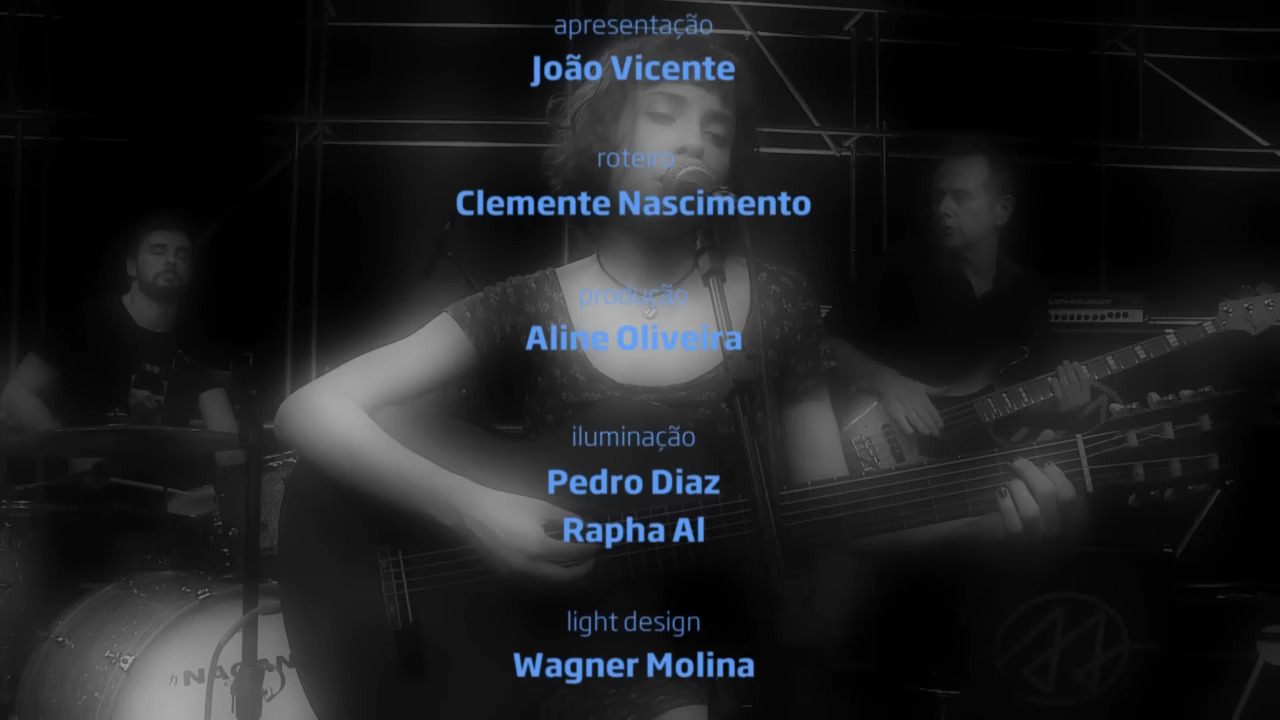 apresentação
João Vicente
roteiro
Clemente Nascimento
produção
Aline Oliveira
iluminação
Pedro Diaz
Rapha Al
light design
Wagner Molina